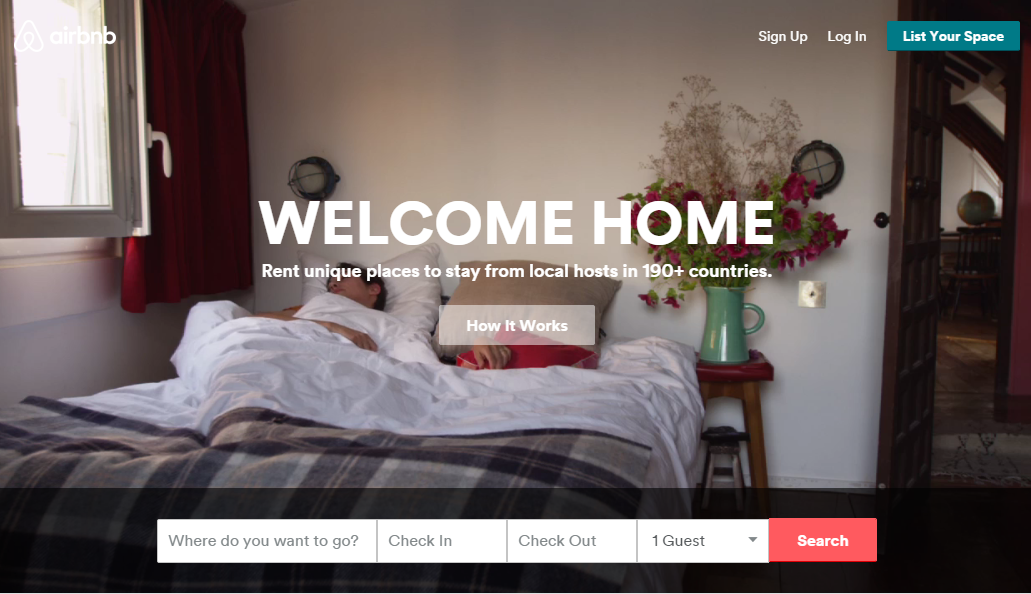 airbnb
Sign Up
Log In
List Your Space
WELCOME HOME
Rent unique places to stay from local hosts in 190+ countries.
How It Works
Where do you want to go?
Check In
Check Out
1 Guest
Search